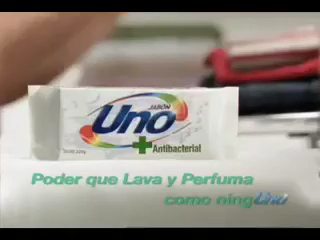 JABÓN
Uno
Antibacterial
Poder que Lava y Perfuma
como ningUno